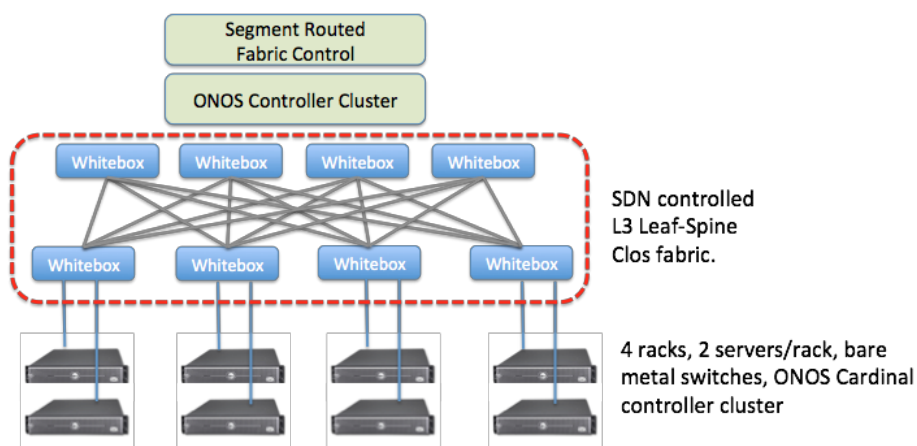 Segment Routed
Fabric Control
ONOS Controller Cluster
Whitebox Whitebox Whitebox Whitebox
SDN controlled
L3 Leaf-Spine
Clos fabric.
Whitebox Whitebox Whitebox Whitebox
4 racks, 2 servers/rack, bare
metal switches, ONOS Cardinal
controller cluster